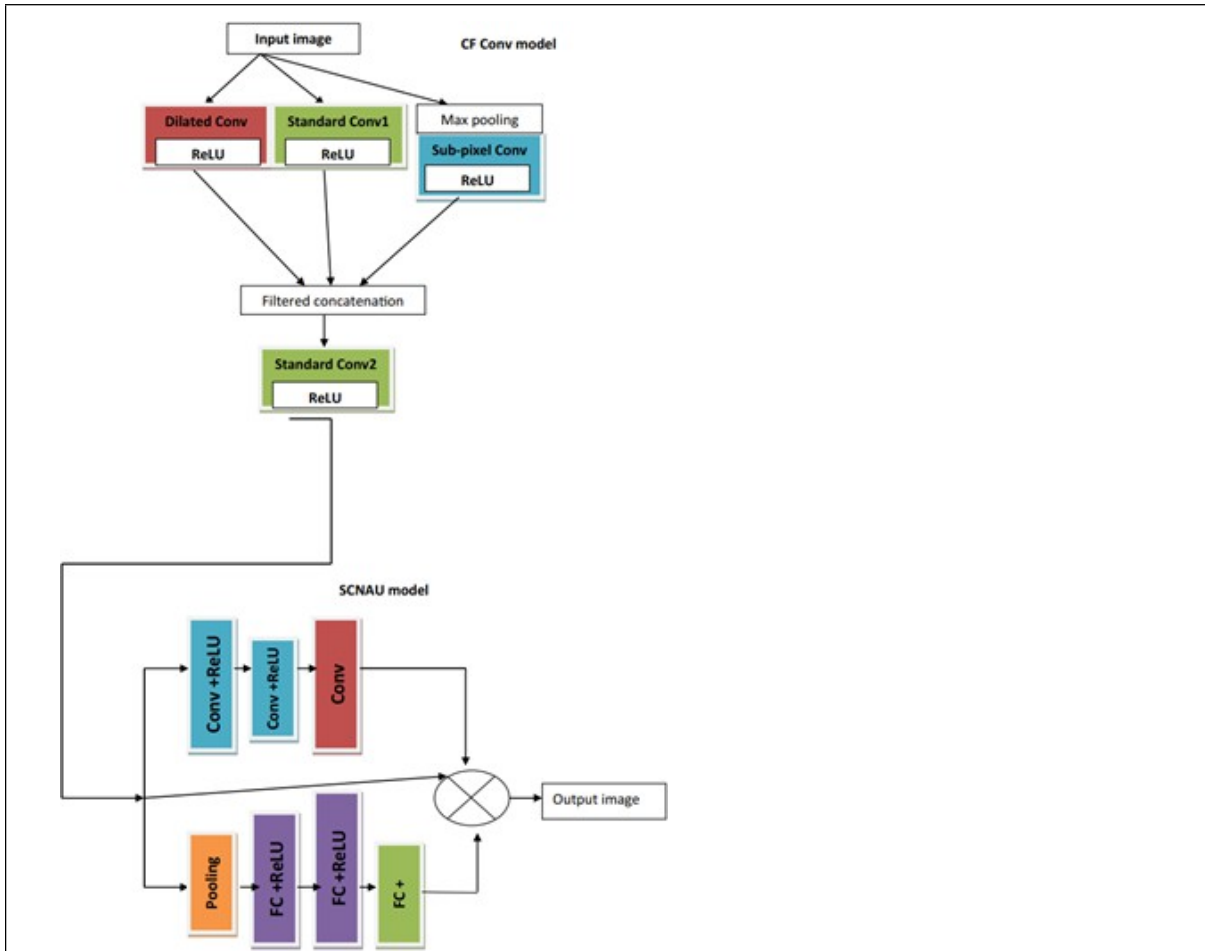 Input image
CF Conv model
Dilated Conv
ReLU
Standard Conv1
ReLU
Max pooling
Sub-pixel Conv
ReLU
Filtered concatenation
Standard Conv2
ReLU
SCNAU model
Conv +ReLU
Conv +ReLU
Conv
Output image
Pooling
FC +ReLU
FC +ReLU
FC +